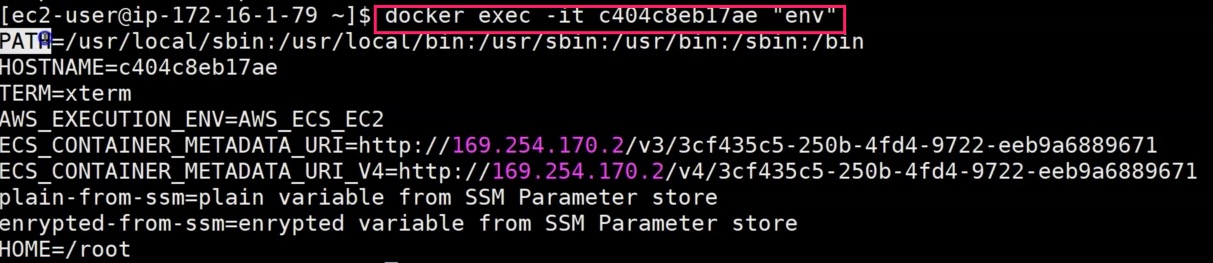 [ec2-user@ip-172-16-1-79 ~]$ docker exec -it c404c8eb17ae "env"
PATH=/usr/local/sbin:/usr/local/bin:/usr/sbin:/usr/bin:/sbin:/bin
HOSTNAME=c404c8eb17ae
TERM=xterm
AWS_EXECUTION_ENV=AWS_ECS_EC2
ECS_CONTAINER_METADATA_URI=http://169.254.170.2/v3/3cf435c5-250b-4fd4-9722-eeb9a6889671
ECS_CONTAINER_METADATA_URI_V4=http://169.254.170.2/v4/3cf435c5-250b-4fd4-9722-eeb9a6889671
plain-from-ssm=plain variable from SSM Parameter store
enrypted-from-ssm=enrypted variable from SSM Parameter store
HOME=/root